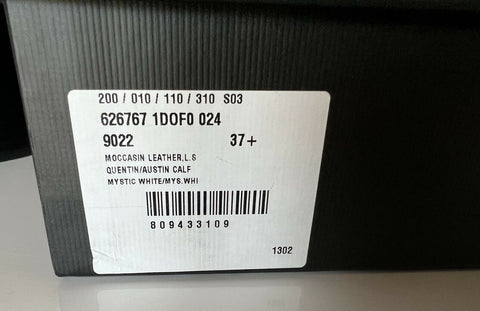 200 / 010 / 110 / 310 S03
626767 1DOF0 024
9022 37+
MOCCASIN LEATHER,L.S
QUENTIN/AUSTIN CALF
MYSTIC WHITE/MYS.WHI
809433109
1302